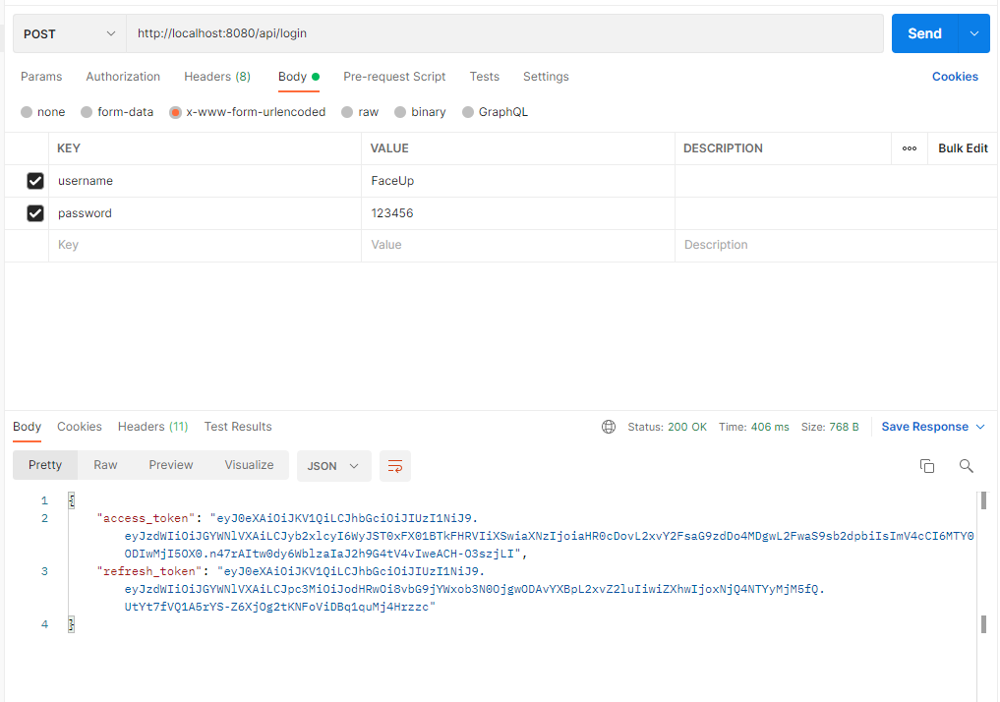 POST http://localhost:8080/api/login Send
Params Authorization Headers (8) Body Pre-request Script Tests Settings Cookies
none form-data x-www-form-urlencoded raw binary GraphQL
KEY VALUE DESCRIPTION ooo Bulk Edit
username FaceUp
password 123456
Key Value Description
Body Cookies Headers (11) Test Results Status: 200 OK Time: 406 ms Size: 768 B Save Response
Pretty Raw Preview Visualize JSON
1 {
2 "access_token": "eyJ0eXAiOiJKV1QiLCJhbGciOiJIUzI1NiJ9.
eyJzdWIiOiJGYWNlVXAiLCJyb2xlcyI6WyJST0xFX01BTkFHRVIiXSwiaXNzIjoiaHR0cDovL2xvY2FsaG9zdDo4MDgwL2FwaS9sb2dpbiIsImV4cCI6MTY0
ODIwMjI5OX0.n47rAItw0dy6WblzaIaJ2h9G4tV4vIweACH-O3szjLI",
3 "refresh_token": "eyJ0eXAiOiJKV1QiLCJhbGciOiJIUzI1NiJ9.
eyJzdWIiOiJGYWNlVXAiLCJpc3MiOiJodHRwOi8vbG9jYWxob3N0OjgwODAvYXBpL2xvZ2luIiwiZXhwIjoxNjQ4NTYyMjM5fQ.
UtYt7fVQ1A5rYS-Z6XjOg2tKNFoViDBq1quMj4Hrzzc"
4 }